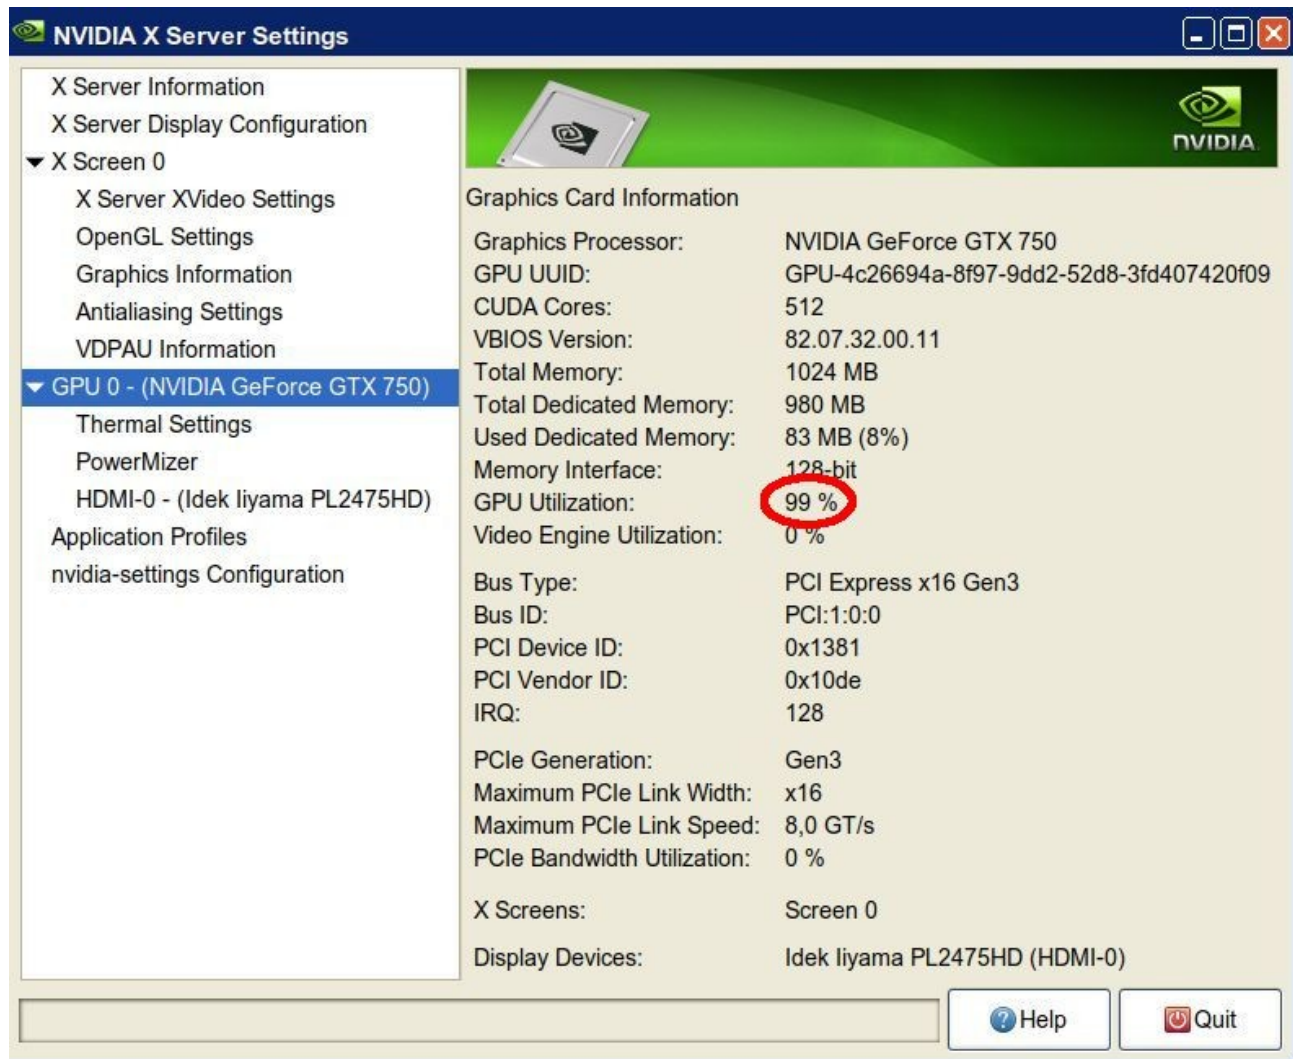 NVIDIA X Server Settings
X Server Information
X Server Display Configuration
X Screen 0
X Server XVideo Settings
OpenGL Settings
Graphics Information
Antialiasing Settings
VDPAU Information
GPU 0 - (NVIDIA GeForce GTX 750)
Thermal Settings
PowerMizer
HDMI-0 - (Idek Iiyama PL2475HD)
Application Profiles
nvidia-settings Configuration
NVIDIA
Graphics Card Information
Graphics Processor: NVIDIA GeForce GTX 750
GPU UUID: GPU-4c26694a-8f97-9dd2-52d8-3fd407420f09
CUDA Cores: 512
VBIOS Version: 82.07.32.00.11
Total Memory: 1024 MB
Total Dedicated Memory: 980 MB
Used Dedicated Memory: 83 MB (8%)
Memory Interface: 128-bit
GPU Utilization: 99 %
Video Engine Utilization: 0 %
Bus Type: PCI Express x16 Gen3
Bus ID: PCI:1:0:0
PCI Device ID: 0x1381
PCI Vendor ID: 0x10de
IRQ: 128
PCIe Generation: Gen3
Maximum PCIe Link Width: x16
Maximum PCIe Link Speed: 8,0 GT/s
PCIe Bandwidth Utilization: 0 %
X Screens: Screen 0
Display Devices: Idek Iiyama PL2475HD (HDMI-0)
Help Quit